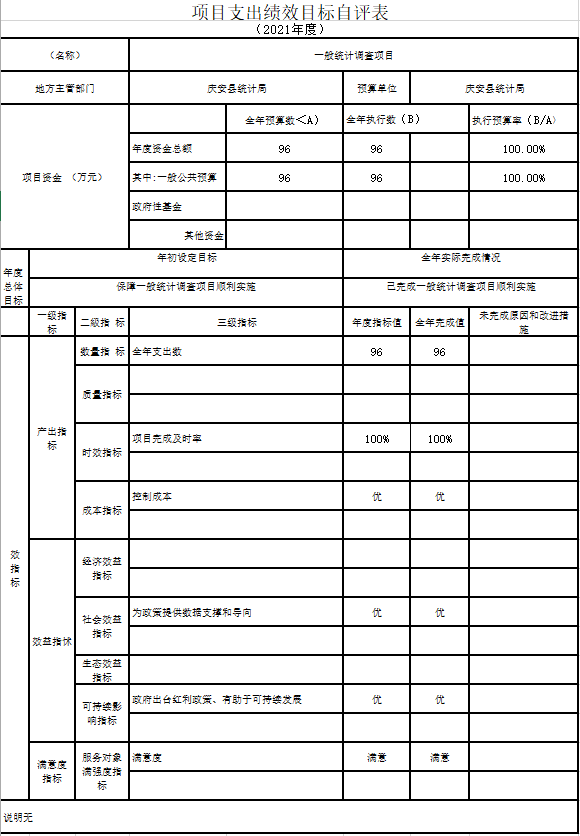 项目支出绩效目标自评表
(2021年度)
(名称) 一般统计调查项目
地方主管部门 庆安县统计局 预算单位 庆安县统计局
项目资金 (万元) 全年预算数<A) 全年执行数(B) 执行预算率(B/A)
年度资金总额 96 96 100.00%
其中:一般公共预算 96 96 100.00%
政府性基金
其他资金
年度总体目标 年初设定目标 全年实际完成情况
保障一般统计调查项目顺利实施 已完成一般统计调查项目顺利实施
一级指标 二级指 标 三级指标 年度指标值 全年完成值 未完成原因和改进措施
效指标 产出指标 数量指 标 全年支出数 96 96
质量指标
时效指标 项目完成及时率 100% 100%
成本指标 控制成本 优 优
效益指怵 经济效益指标
社会效益指标 为政策提供数据支撑和导向 优 优
生态效益指标
可持续影响指标 政府出台红利政策、有助于可持续发展 优 优
满意度指标 服务对象满强度指标 满意度 满意 满意
说明无